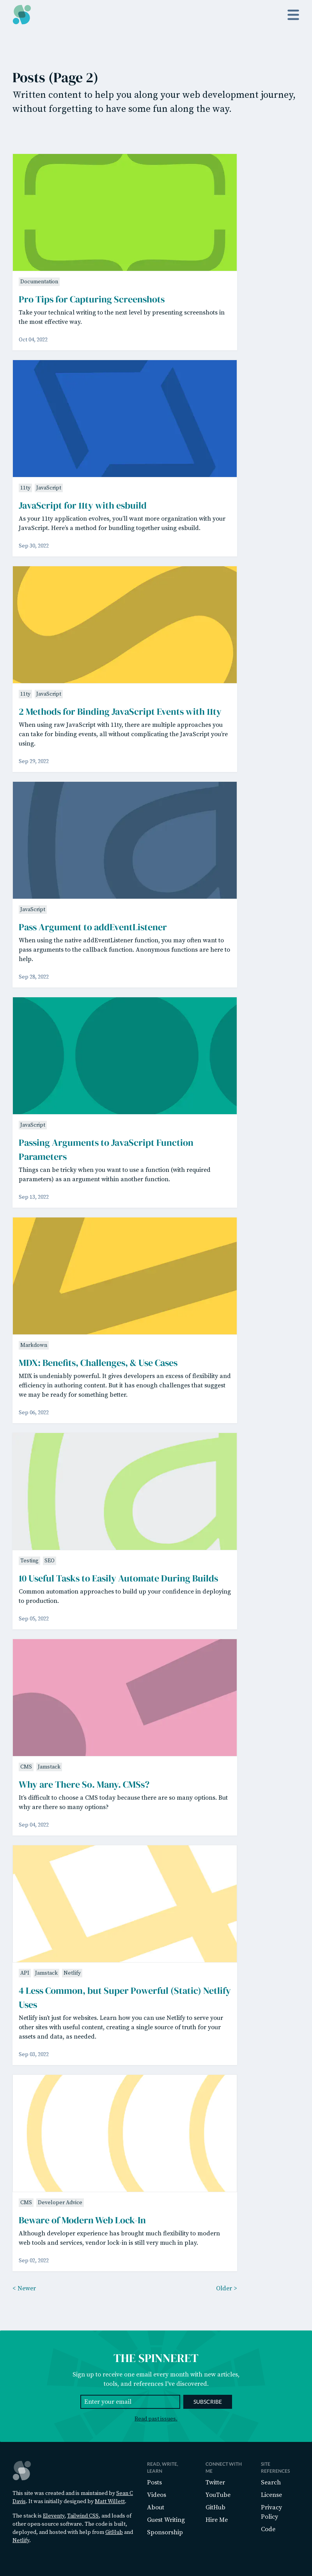 Posts (Page 2)
Written content to help you along your web development journey,
without forgetting to have some fun along the way.
Documentation
Pro Tips for Capturing Screenshots
Take your technical writing to the next level by presenting screenshots in
the most effective way.
Oct 04, 2022
11ty JavaScript
JavaScript for 11ty with esbuild
As your 11ty application evolves, you'll want more organization with your
JavaScript. Here's a method for bundling together using esbuild.
Sep 30, 2022
11ty JavaScript
2 Methods for Binding JavaScript Events with 11ty
When using raw JavaScript with 11ty, there are multiple approaches you
can take for binding events, all without complicating the JavaScript you're
using.
Sep 29, 2022
JavaScript
Pass Argument to addEventListener
When using the native addEventListener function, you may often want to
pass arguments to the callback function. Anonymous functions are here to
help.
Sep 28, 2022
JavaScript
Passing Arguments to JavaScript Function
Parameters
Things can be tricky when you want to use a function (with required
parameters) as an argument within another function.
Sep 13, 2022
Markdown
MDX: Benefits, Challenges, & Use Cases
MDX is undeniably powerful. It gives developers an excess of flexibility and
efficiency in authoring content. But it has enough challenges that suggest
we may be ready for something better.
Sep 06, 2022
Testing SEO
10 Useful Tasks to Easily Automate During Builds
Common automation approaches to build up your confidence in deploying
to production.
Sep 05, 2022
CMS Jamstack
Why are There So. Many. CMSs?
It's difficult to choose a CMS today because there are so many options. But
why are there so many options?
Sep 04, 2022
API Jamstack Netlify
4 Less Common, but Super Powerful (Static) Netlify
Uses
Netlify isn't just for websites. Learn how you can use Netlify to serve your
other sites with useful content, creating a single source of truth for your
assets and data, as needed.
Sep 03, 2022
CMS Developer Advice
Beware of Modern Web Lock-In
Although developer experience has brought much flexibility to modern
web tools and services, vendor lock-in is still very much in play.
Sep 02, 2022
< Newer
Older >
THE SPINNERET
Sign up to receive one email every month with new articles,
tools, and references I've discovered.
Enter your email
SUBSCRIBE
Read past issues.
This site was created and is maintained by Sean C
Davis. It was initially designed by Matt Willett.
The stack is Eleventy, Tailwind CSS, and loads of
other open source software. The code is built,
deployed, and hosted with help from GitHub and
Netlify.
READ, WRITE,
LEARN
Posts
Videos
About
Guest Writing
Sponsorship
CONNECT WITH
ME
Twitter
YouTube
GitHub
Hire Me
SITE
REFERENCES
Search
License
Privacy
Policy
Code